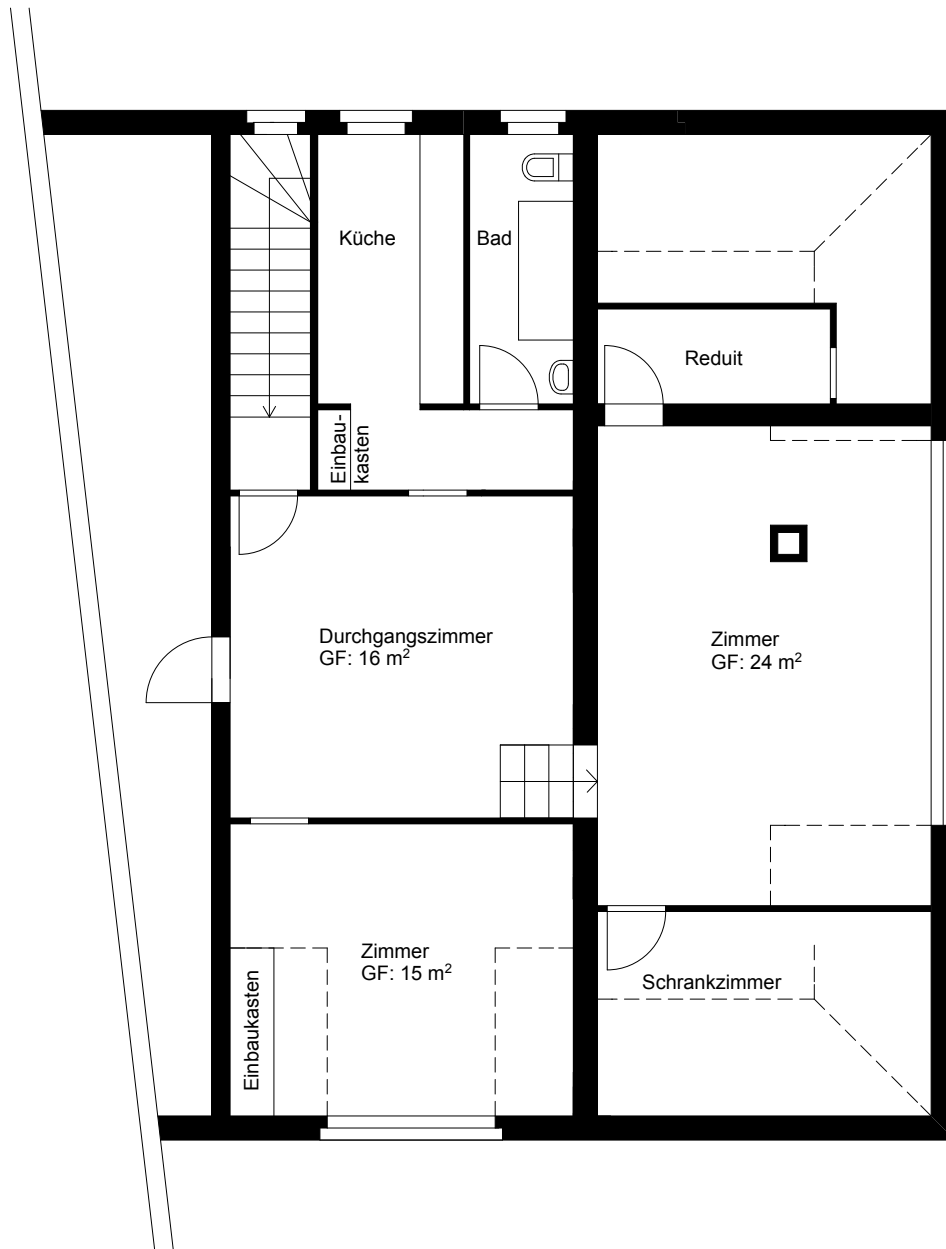 Küche
Bad
Reduit
Einbau-
kasten
Durchgangszimmer
GF: 16 m²
Zimmer
GF: 24 m²
Zimmer
GF: 15 m²
Einbaukasten
Schrankzimmer